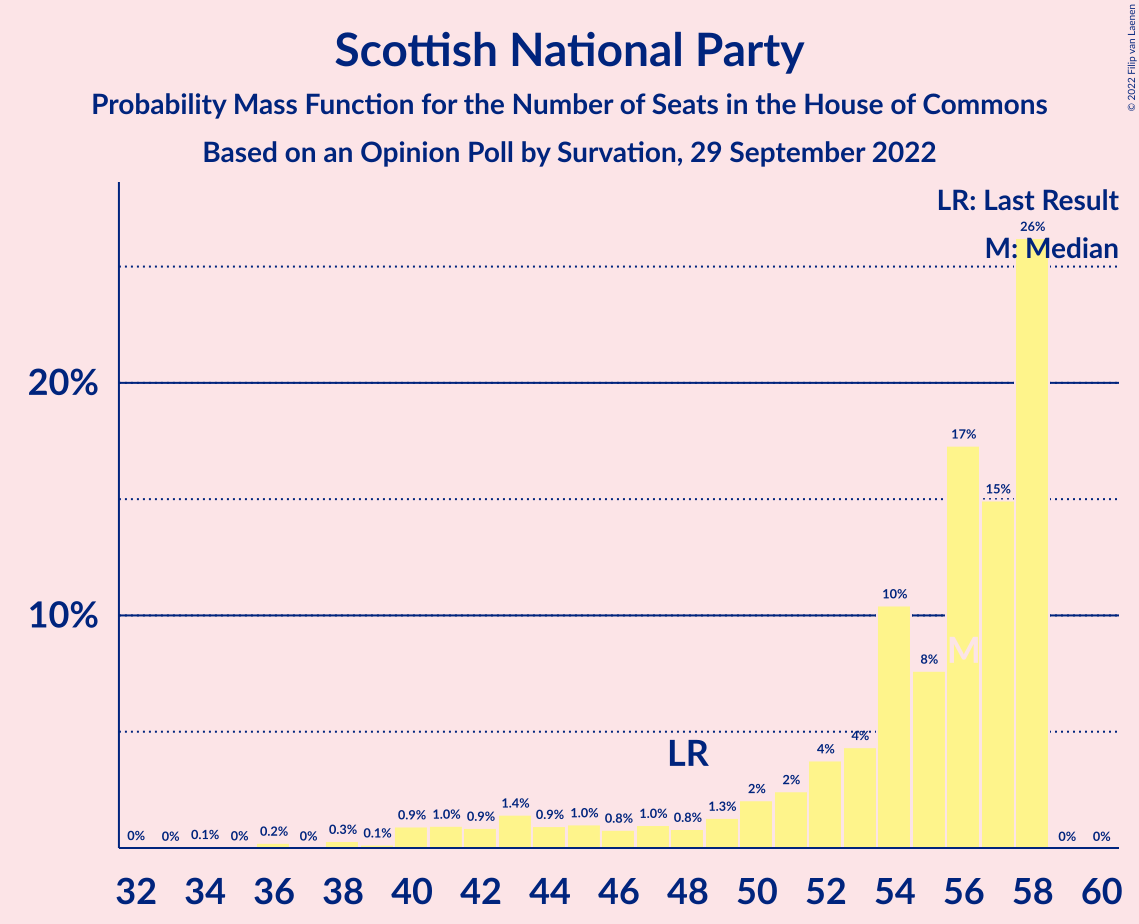 Scottish National Party
Probability Mass Function for the Number of Seats in the House of Commons
Based on an Opinion Poll by Survation, 29 September 2022
© 2022 Filip van Laenen
LR: Last Result
M: Median
20%
10%
0% 0% 0.1% 0% 0.2% 0% 0.3% 0.1% 0.9% 1.0% 0.9% 1.4% 0.9% 1.0% 0.8% 1.0% 0.8% 1.3% 2% 2% 4% 4% 10% 8% 17% 15% 26% 0% 0%
LR
M
32 34 36 38 40 42 44 46 48 50 52 54 56 58 60